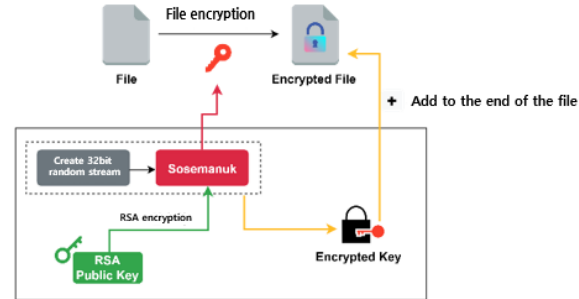 File encryption
File
Encrypted File
+ Add to the end of the file
Create 32bit
random stream
Sosemanuk
RSA encryption
RSA
Public Key
Encrypted Key